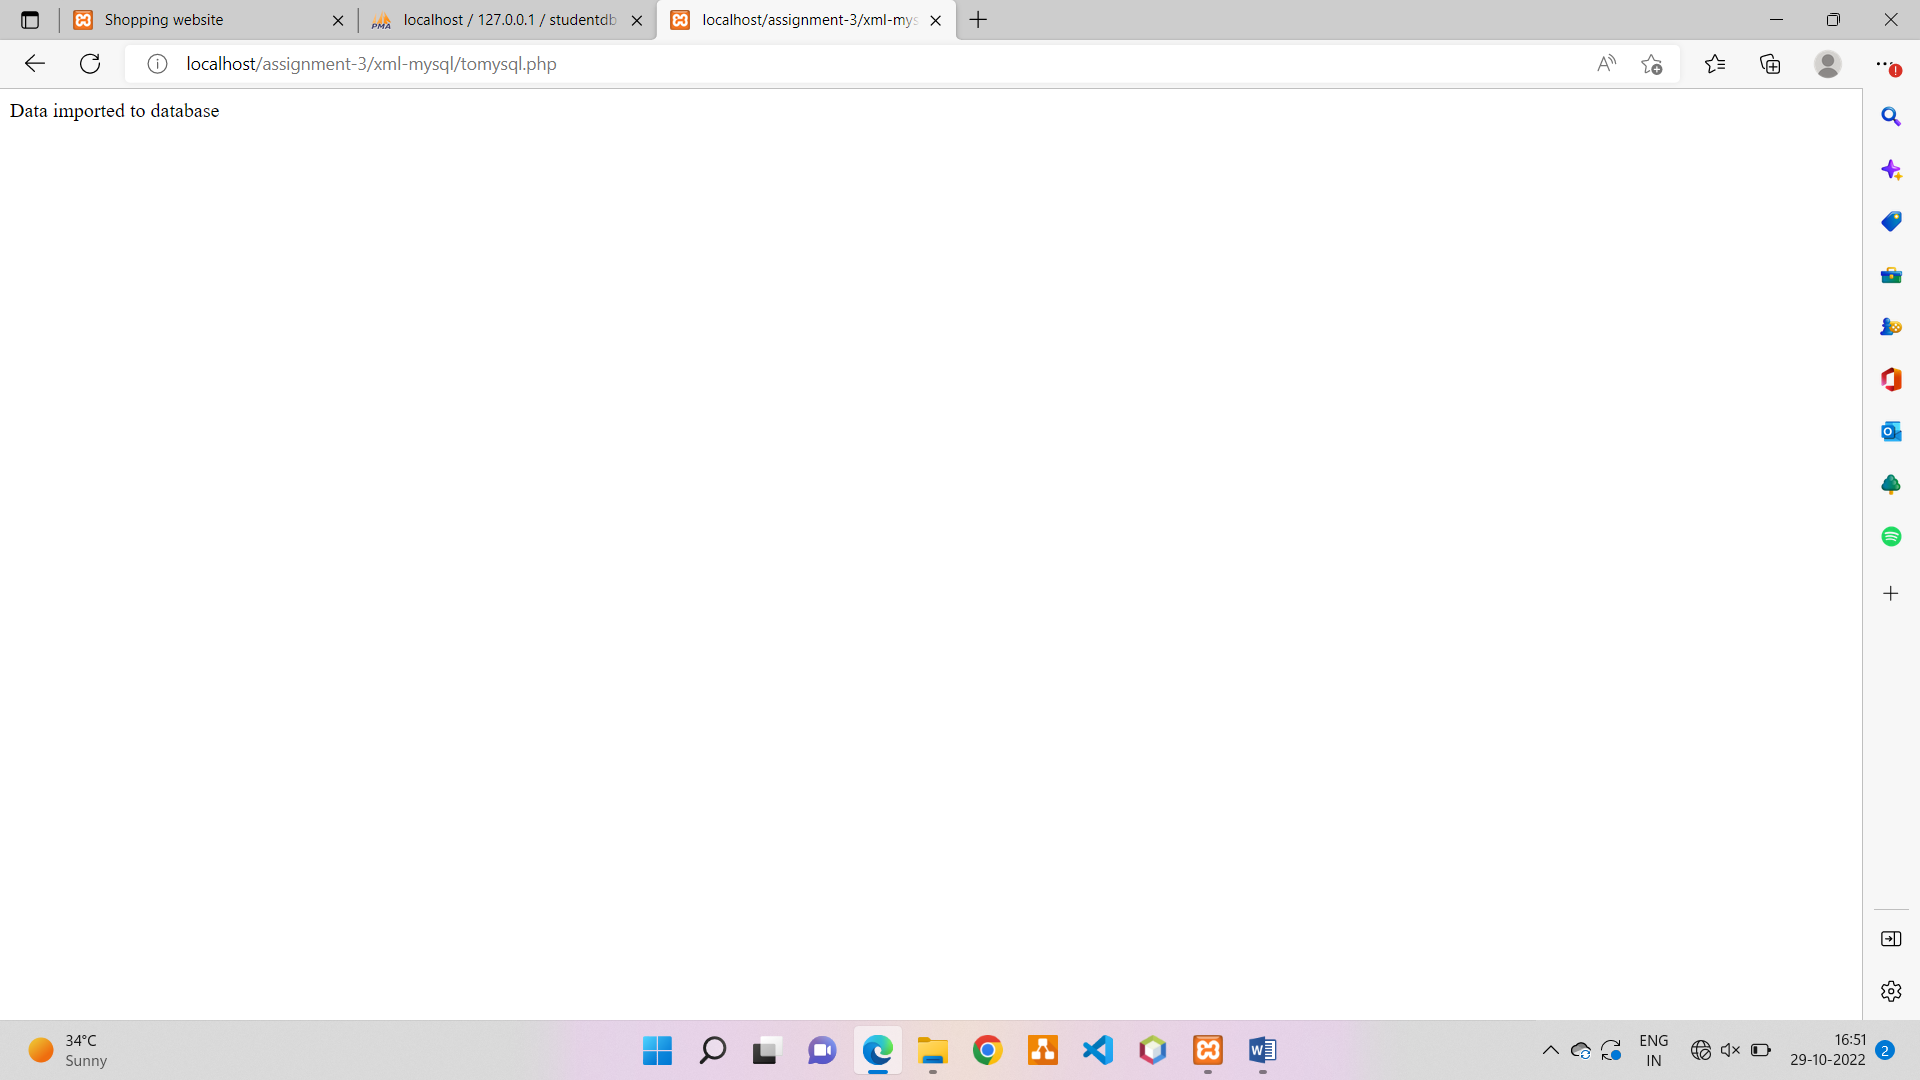 Shopping website
localhost / 127.0.0.1 / studentdb
localhost/assignment-3/xml-mys
localhost/assignment-3/xml-mysql/tomysql.php
Data imported to database
34°C
Sunny
ENG
IN
16:51
29-10-2022
2